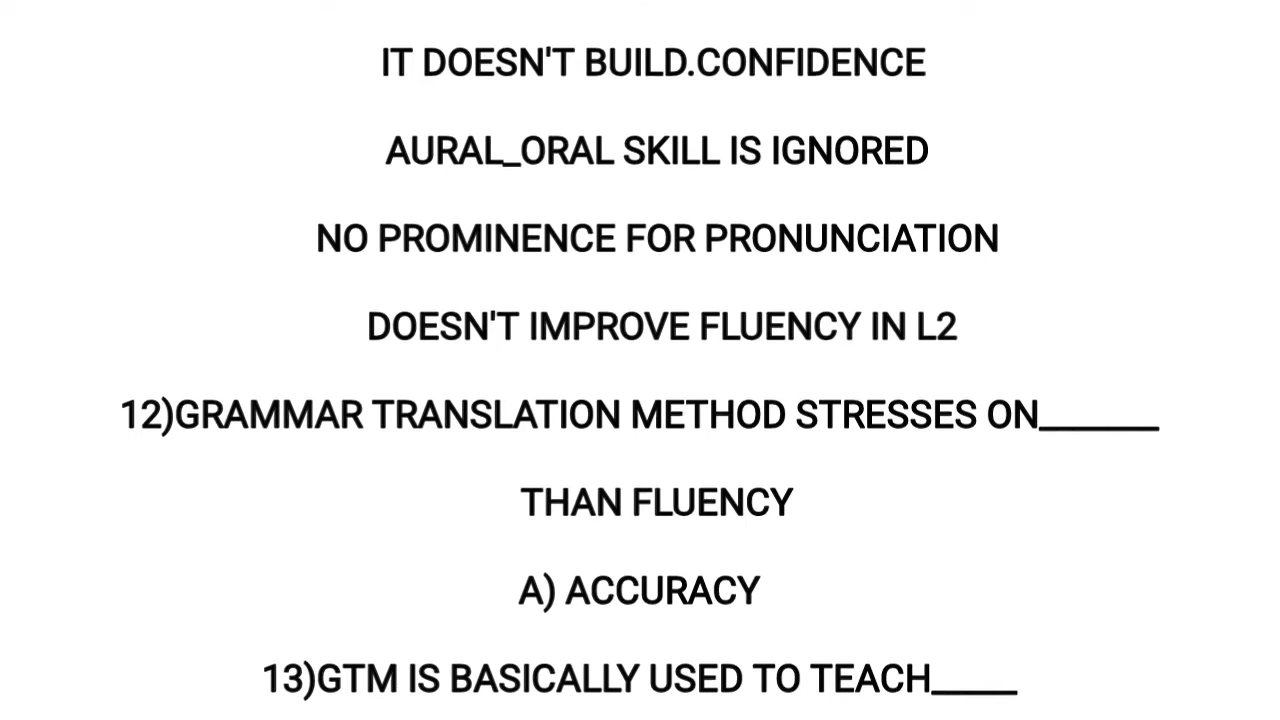 IT DOESN'T BUILD.CONFIDENCE
AURAL_ORAL SKILL IS IGNORED
NO PROMINENCE FOR PRONUNCIATION
DOESN'T IMPROVE FLUENCY IN L2
12)GRAMMAR TRANSLATION METHOD STRESSES ON_______
THAN FLUENCY
A) ACCURACY
13)GTM IS BASICALLY USED TO TEACH_____